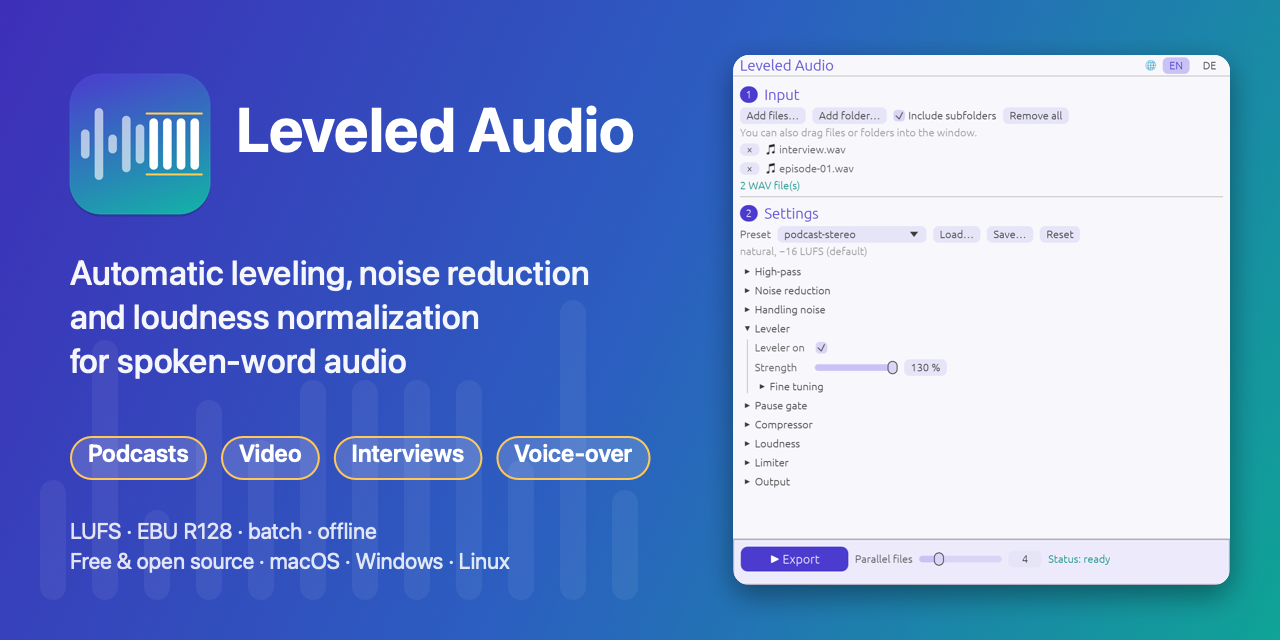 Leveled Audio
Automatic leveling, noise reduction
and loudness normalization
for spoken-word audio
Podcasts Video Interviews Voice-over
LUFS · EBU R128 · batch · offline
Free & open source · macOS · Windows · Linux
Leveled Audio EN DE
1 Input
Add files… Add folder… Include subfolders Remove all
You can also drag files or folders into the window.
× interview.wav
× episode-01.wav
2 WAV file(s)
2 Settings
Preset podcast-stereo Load… Save… Reset
natural, −16 LUFS (default)
High-pass
Noise reduction
Handling noise
Leveler
Leveler on
Strength 130 %
Fine tuning
Pause gate
Compressor
Loudness
Limiter
Output
Export Parallel files 4 Status: ready